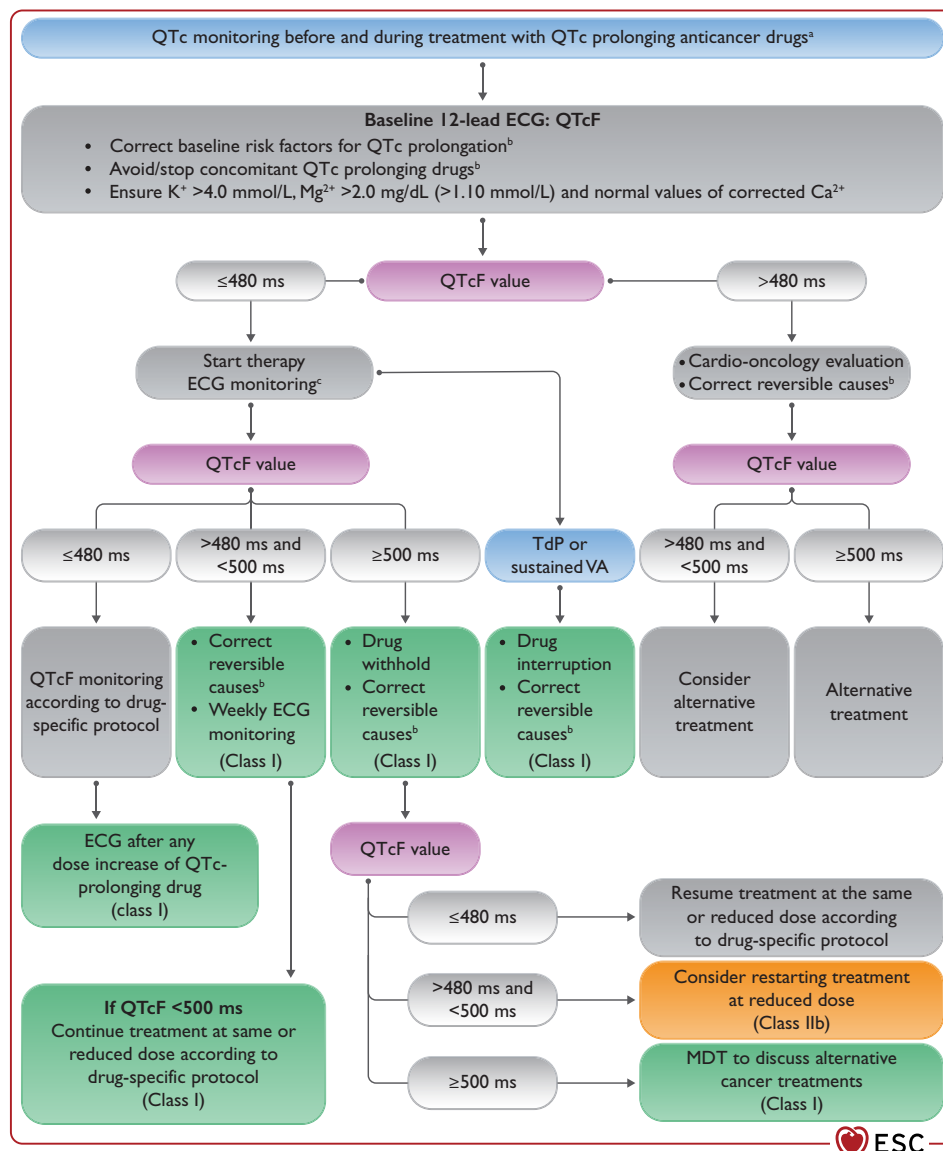 QTc monitoring before and during treatment with QTc prolonging anticancer drugsᵃ
Baseline 12-lead ECG: QTcF
• Correct baseline risk factors for QTc prolongationᵇ
• Avoid/stop concomitant QTc prolonging drugsᵇ
• Ensure K⁺ >4.0 mmol/L, Mg²⁺ >2.0 mg/dL (>1.10 mmol/L) and normal values of corrected Ca²⁺
≤480 ms
QTcF value
>480 ms
Start therapy
ECG monitoringᶜ
• Cardio-oncology evaluation
• Correct reversible causesᵇ
QTcF value
QTcF value
≤480 ms
>480 ms and
<500 ms
≥500 ms
TdP or
sustained VA
>480 ms and
<500 ms
≥500 ms
QTcF monitoring
according to drug-
specific protocol
• Correct
reversible
causesᵇ
• Weekly ECG
monitoring
(Class I)
• Drug
withhold
• Correct
reversible
causesᵇ
(Class I)
• Drug
interruption
• Correct
reversible
causesᵇ
(Class I)
Consider
alternative
treatment
Alternative
treatment
ECG after any
dose increase of QTc-
prolonging drug
(class I)
QTcF value
≤480 ms
Resume treatment at the same
or reduced dose according
to drug-specific protocol
>480 ms and
<500 ms
Consider restarting treatment
at reduced dose
(Class IIb)
If QTcF <500 ms
Continue treatment at same or
reduced dose according to
drug-specific protocol
(Class I)
≥500 ms
MDT to discuss alternative
cancer treatments
(Class I)
ESC